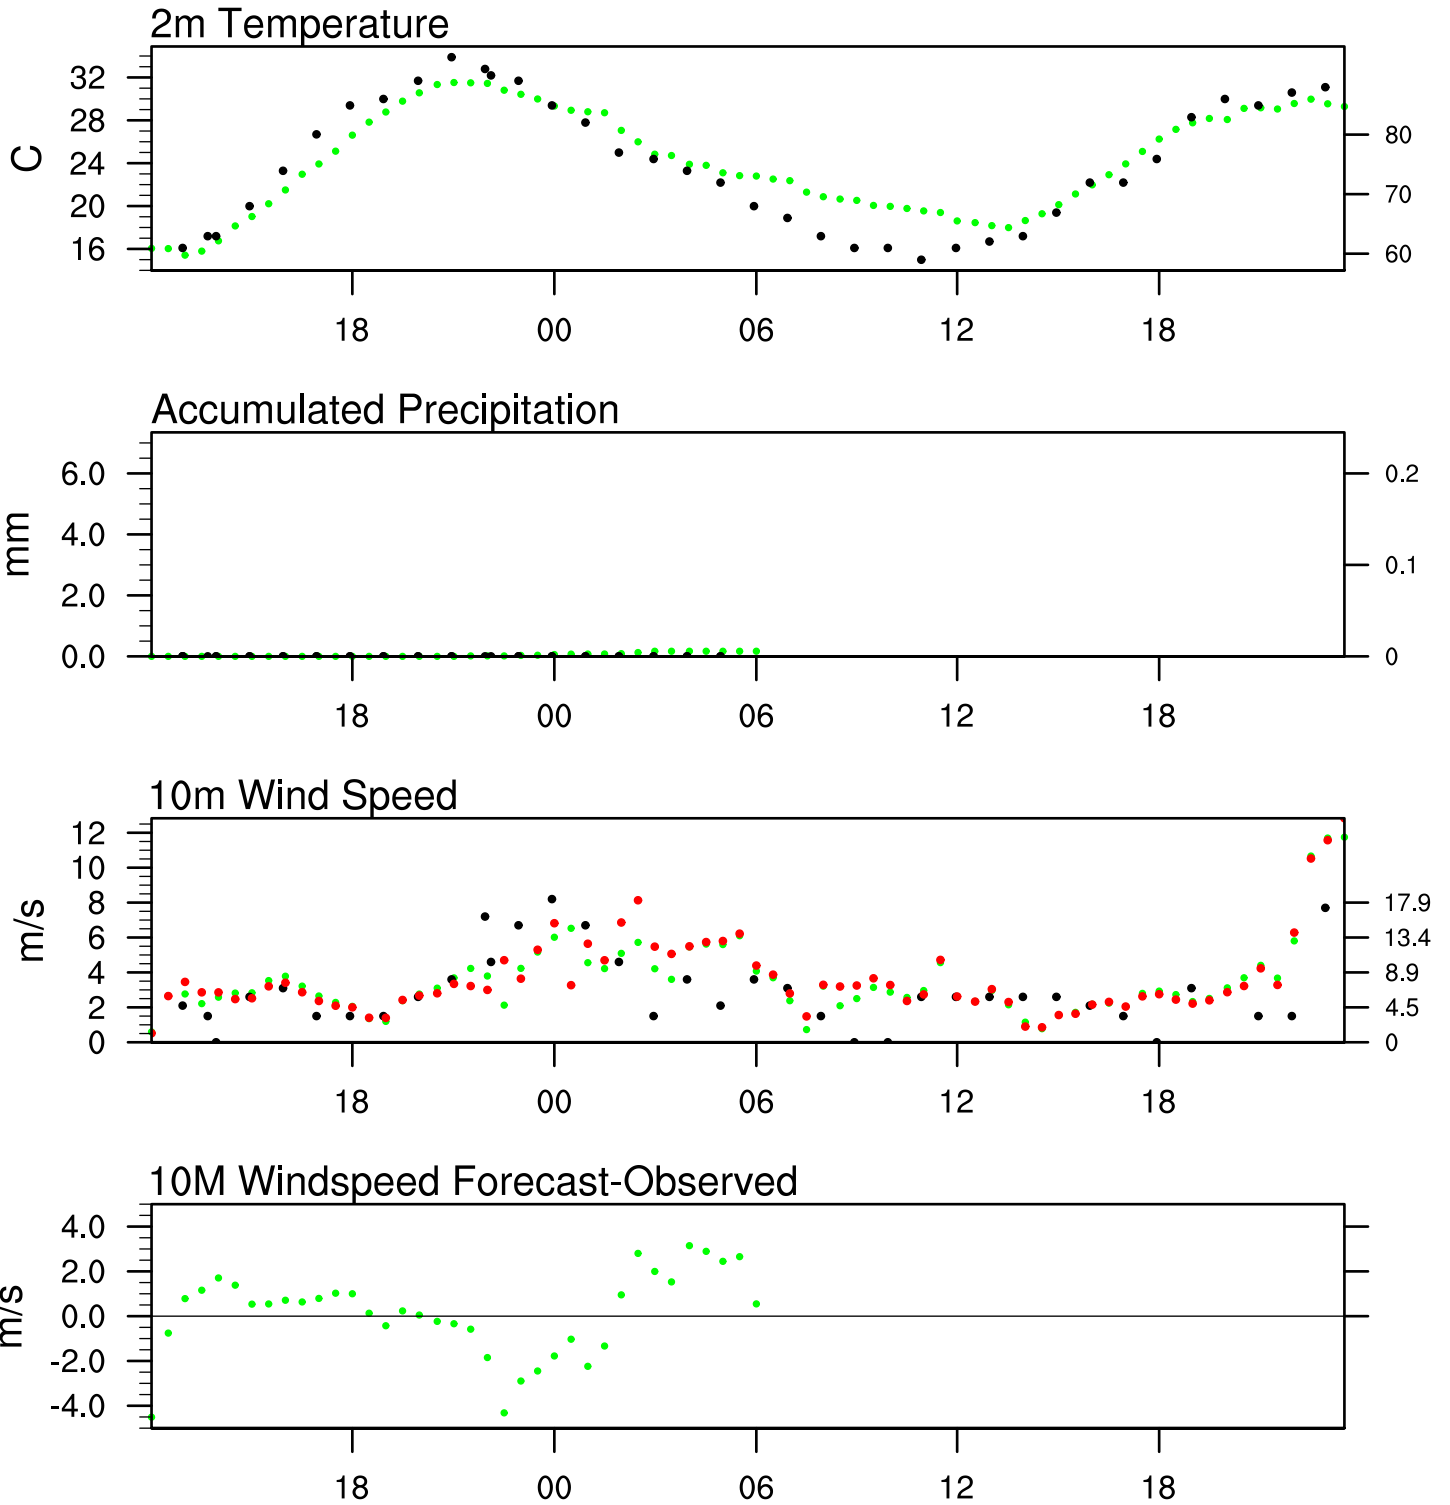 2m Temperature
C
32
28
24
20
16
80
70
60
18 00 06 12 18
Accumulated Precipitation
mm
6.0
4.0
2.0
0.0
0.2
0.1
0
18 00 06 12 18
10m Wind Speed
m/s
12
10
8
6
4
2
0
17.9
13.4
8.9
4.5
0
18 00 06 12 18
10M Windspeed Forecast-Observed
m/s
4.0
2.0
0.0
-2.0
-4.0
18 00 06 12 18